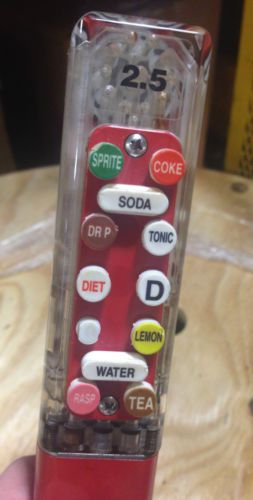 2.5
SPRITE
COKE
SODA
DR P
TONIC
DIET
D
LEMON
WATER
RASP
TEA